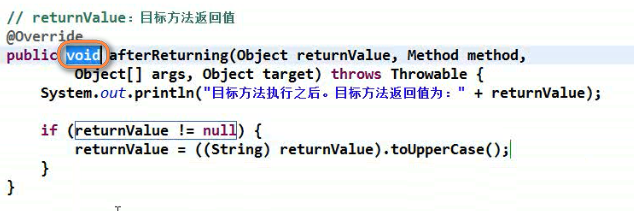 // returnValue：目标方法返回值
@Override
public void afterReturning(Object returnValue, Method method,
Object[] args, Object target) throws Throwable {
System.out.println("目标方法执行之后。目标方法返回值为：" + returnValue);
if (returnValue != null) {
returnValue = ((String) returnValue).toUpperCase();
}
}